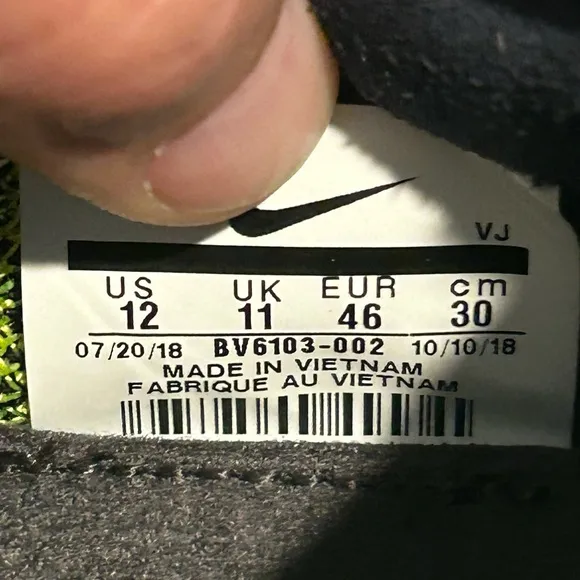 VJ
US UK EUR cm
12 11 46 30
07/20/18 BV6103-002 10/10/18
MADE IN VIETNAM
FABRIQUE AU VIETNAM